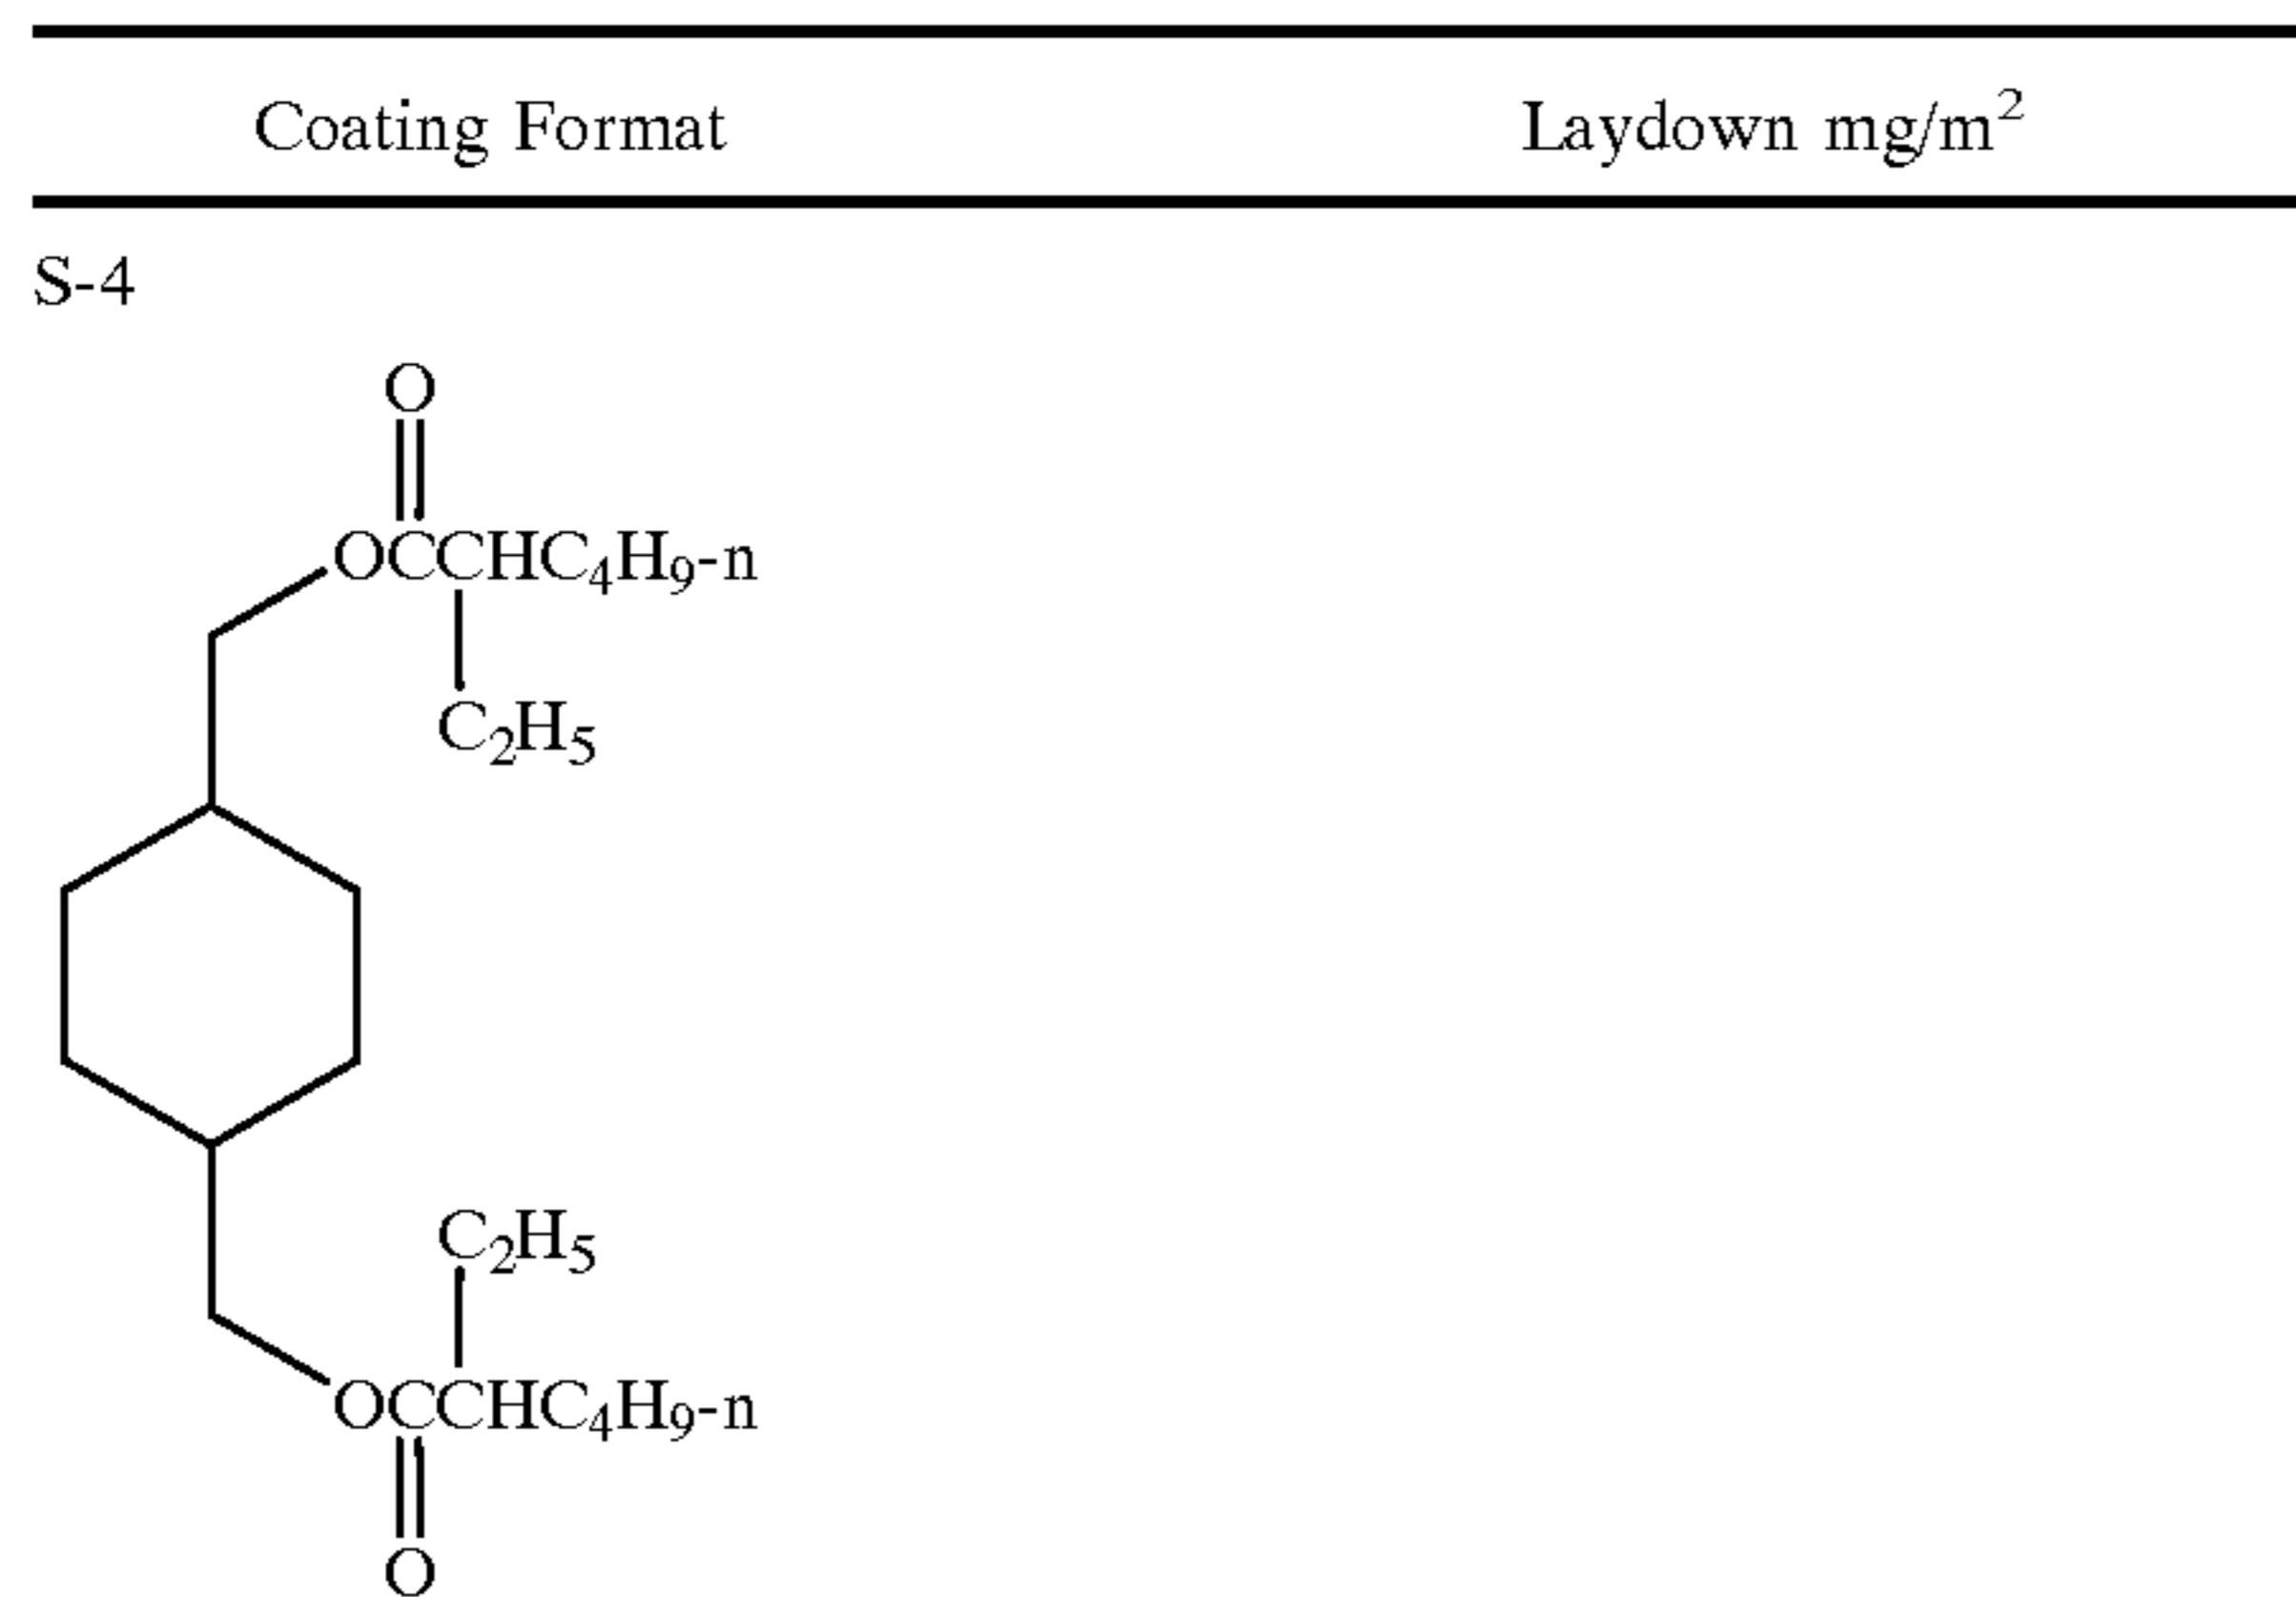 Coating Format Laydown mg/m²
S-4
O
OCCHC₄H₉-n
C₂H₅
C₂H₅
OCCHC₄H₉-n
O